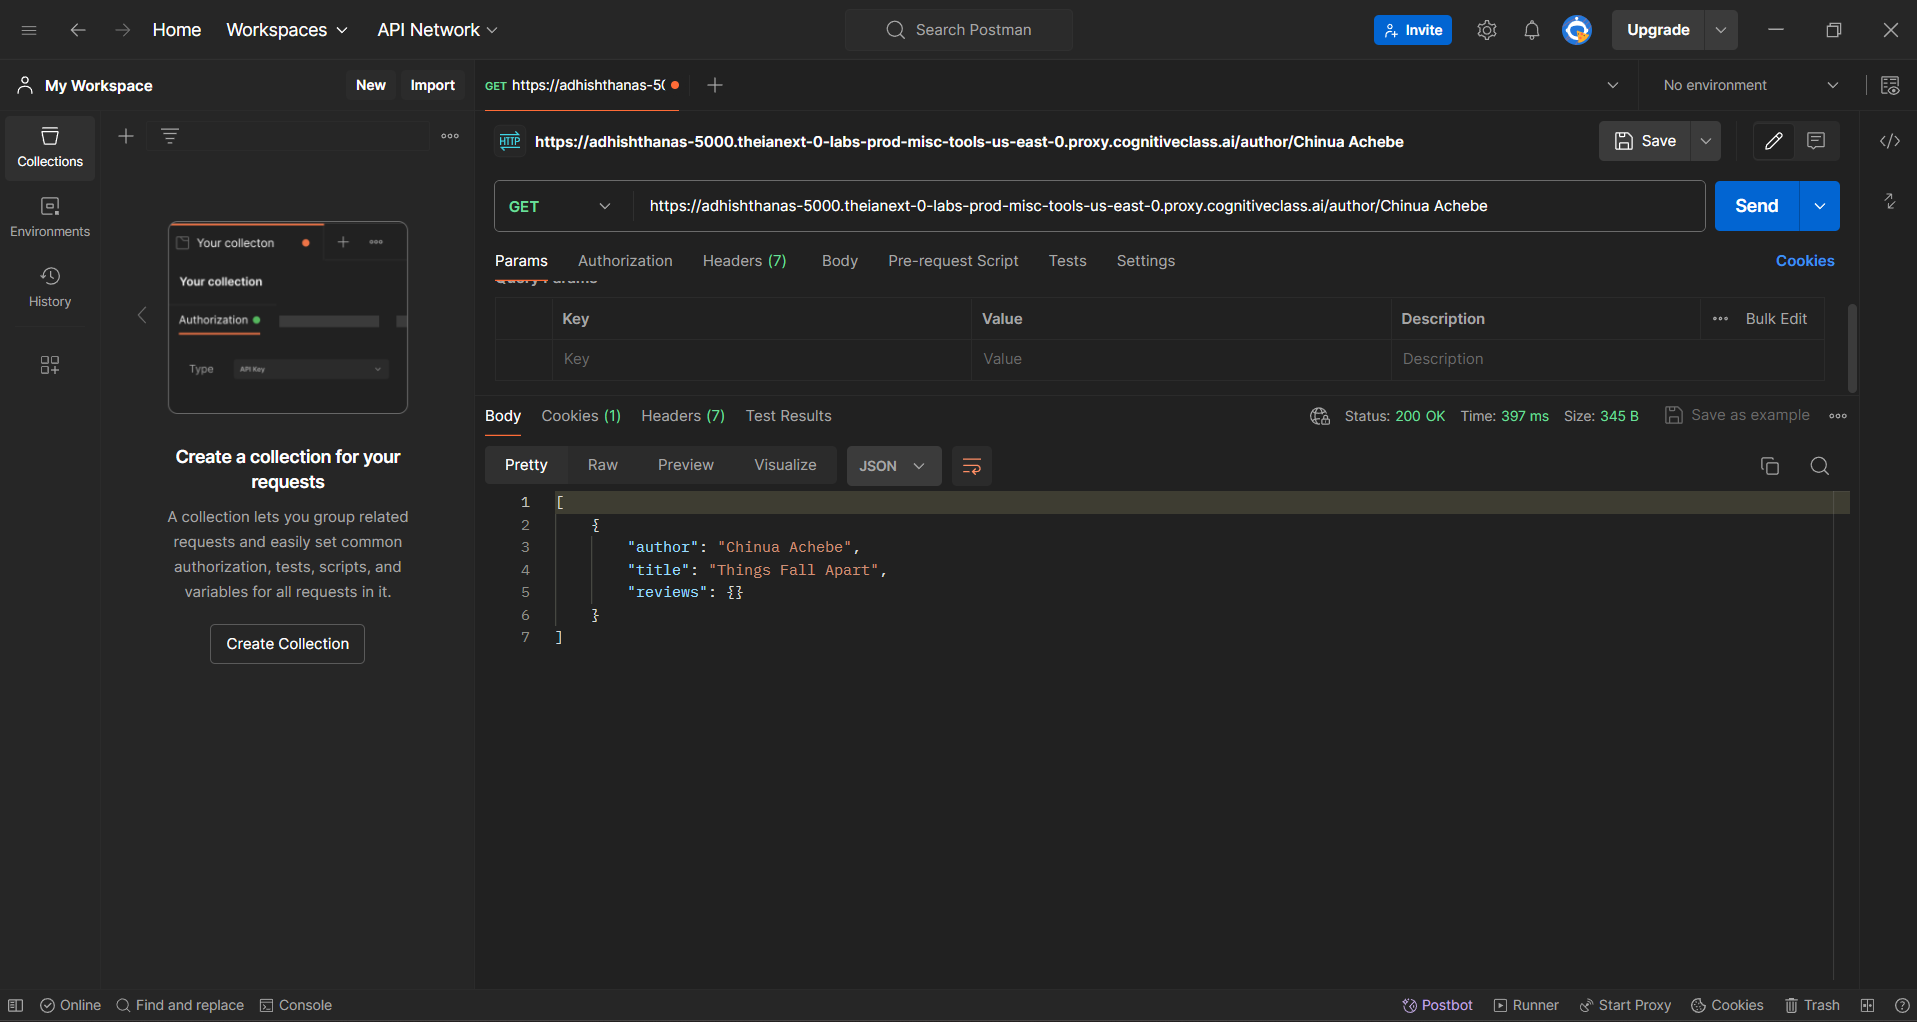 Home Workspaces API Network Search Postman Invite Upgrade
My Workspace New Import GET https://adhishthanas-50 No environment
Collections
Environments
History
Your collecton
Your collection
Authorization
Type API Key
Create a collection for your
requests
A collection lets you group related
requests and easily set common
authorization, tests, scripts, and
variables for all requests in it.
Create Collection
HTTP https://adhishthanas-5000.theianext-0-labs-prod-misc-tools-us-east-0.proxy.cognitiveclass.ai/author/Chinua Achebe Save
GET https://adhishthanas-5000.theianext-0-labs-prod-misc-tools-us-east-0.proxy.cognitiveclass.ai/author/Chinua Achebe Send
Params Authorization Headers (7) Body Pre-request Script Tests Settings Cookies
Query Params
Key Value Description Bulk Edit
Key Value Description
Body Cookies (1) Headers (7) Test Results Status: 200 OK Time: 397 ms Size: 345 B Save as example
Pretty Raw Preview Visualize JSON
1 [
2 {
3 "author": "Chinua Achebe",
4 "title": "Things Fall Apart",
5 "reviews": {}
6 }
7 ]
Online Find and replace Console Postbot Runner Start Proxy Cookies Trash